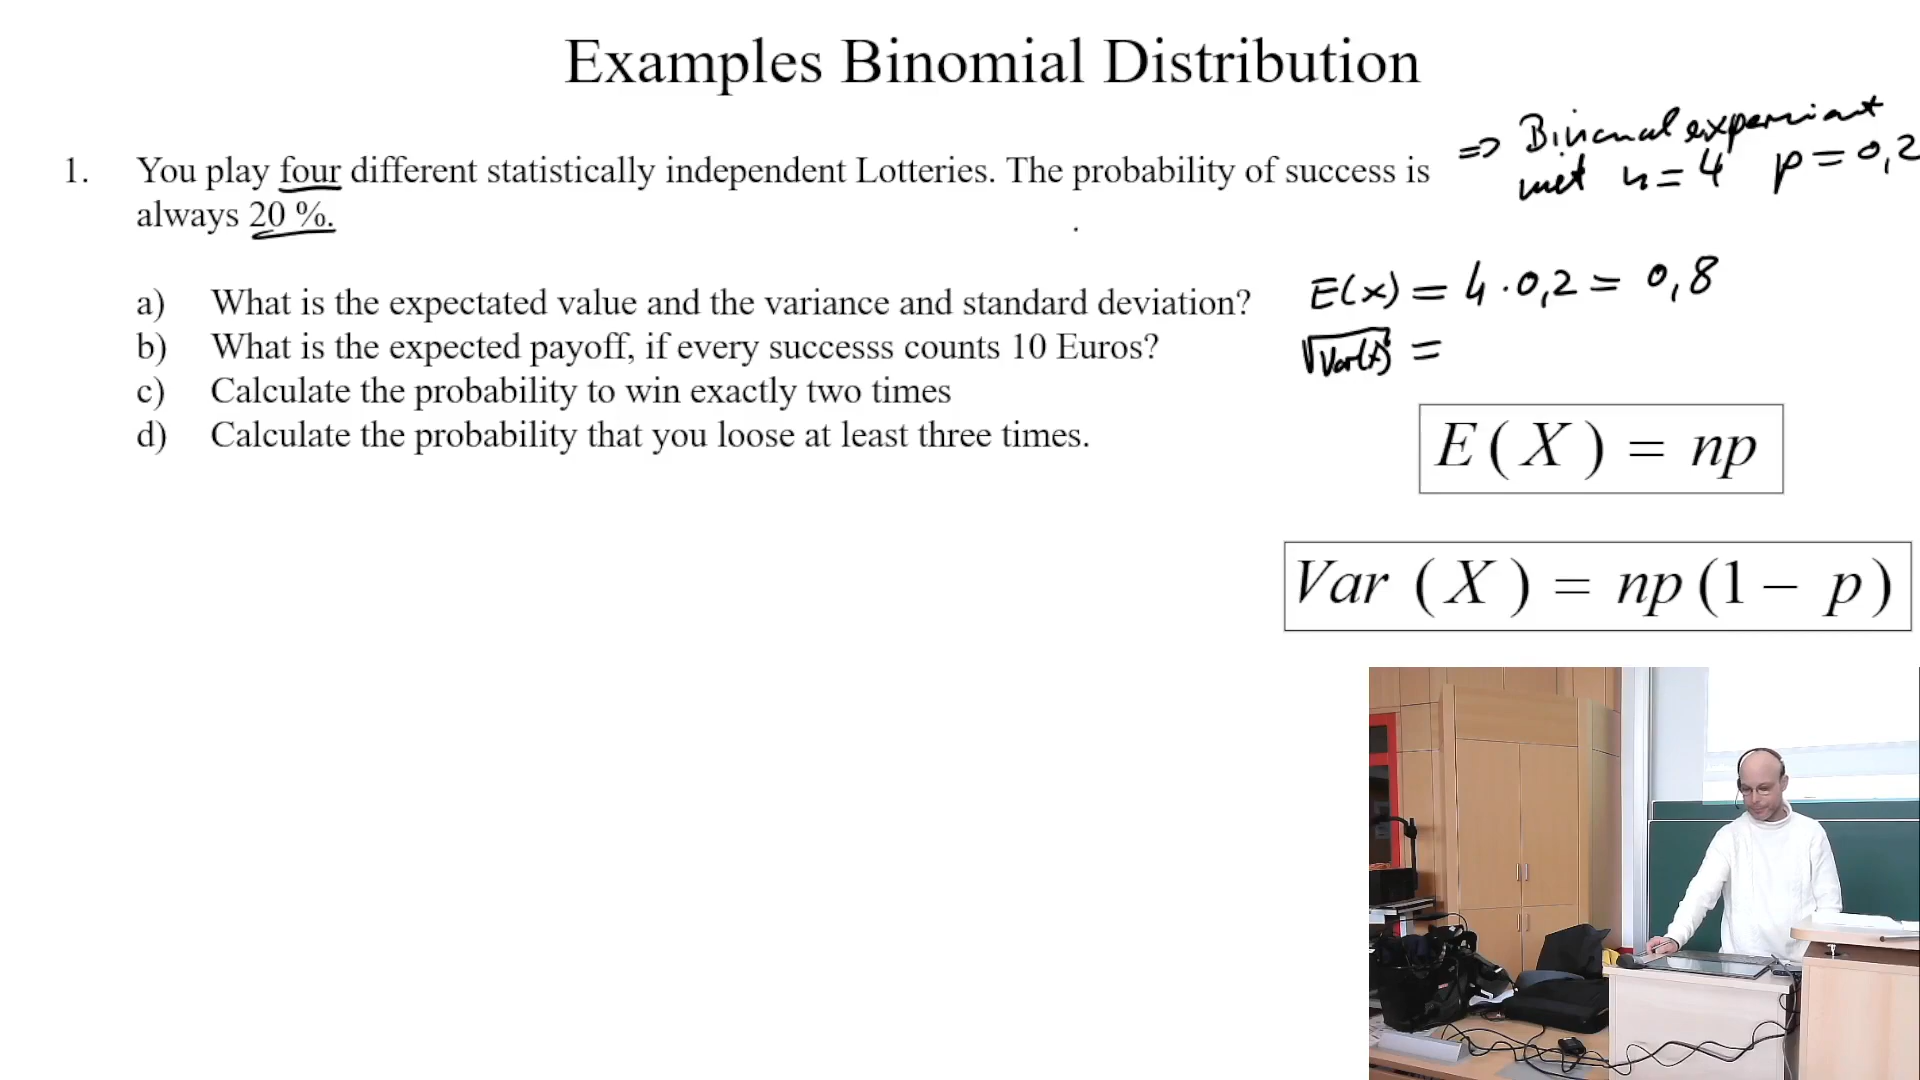 Examples Binomial Distribution
⇒ Binomial experiment
met n = 4 p = 0,2
1. You play four different statistically independent Lotteries. The probability of success is
always 20 %.
a) What is the expectated value and the variance and standard deviation?
E(x) = 4 · 0,2 = 0,8
b) What is the expected payoff, if every successs counts 10 Euros?
√Var(x) =
c) Calculate the probability to win exactly two times
d) Calculate the probability that you loose at least three times.
E ( X ) = np
Var ( X ) = np (1 − p )